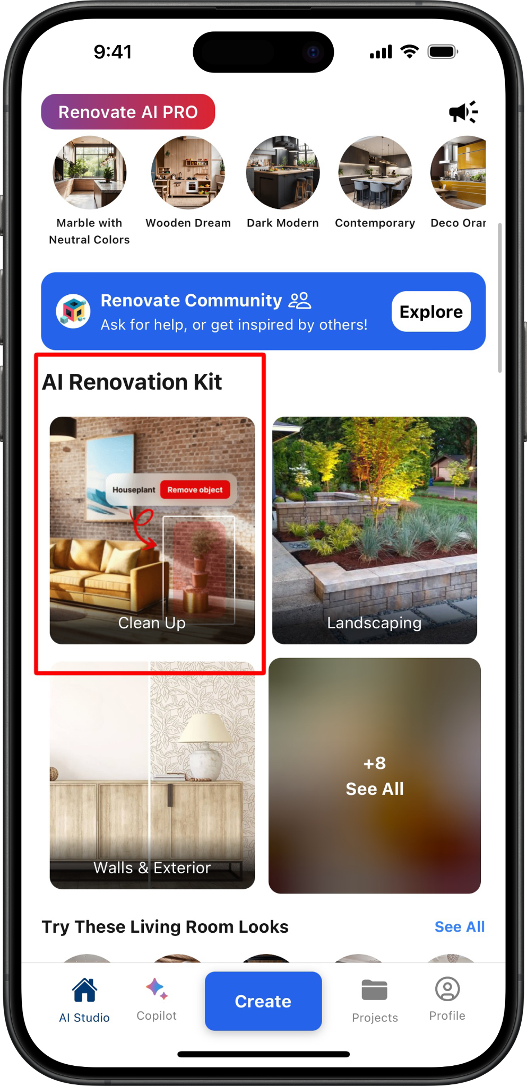 9:41
Renovate AI PRO
Marble with
Neutral Colors
Wooden Dream
Dark Modern
Contemporary
Deco Oran
Renovate Community
Ask for help, or get inspired by others!
Explore
AI Renovation Kit
Houseplant
Remove object
Clean Up
Landscaping
Walls & Exterior
+8
See All
Try These Living Room Looks
See All
AI Studio
Copilot
Create
Projects
Profile